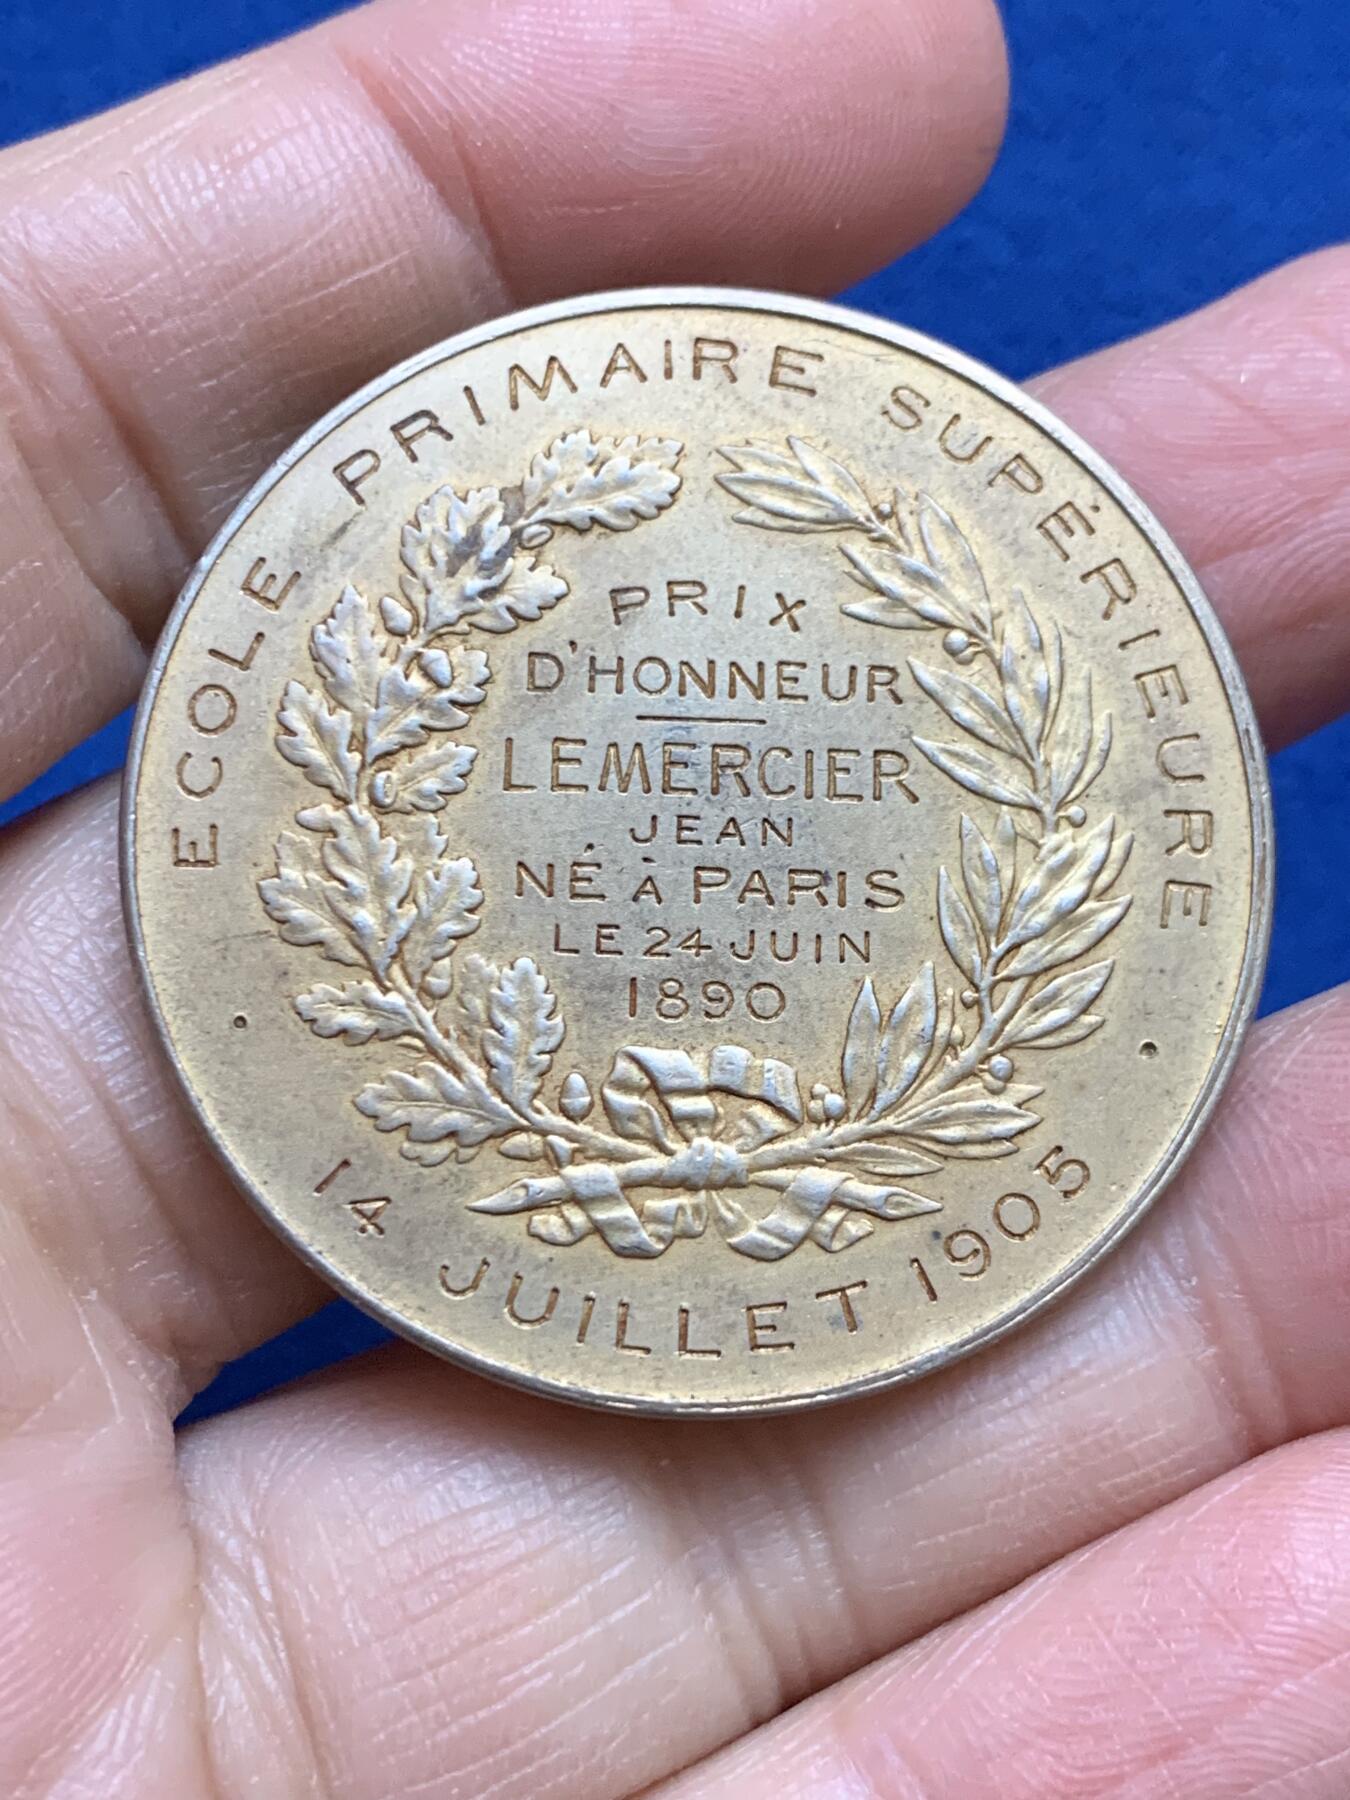 ECOLE PRIMAIRE SUPÉRIEURE
PRIX
D'HONNEUR
LEMERCIER
JEAN
NÉ À PARIS
LE 24 JUIN
1890
14 JUILLET 1905